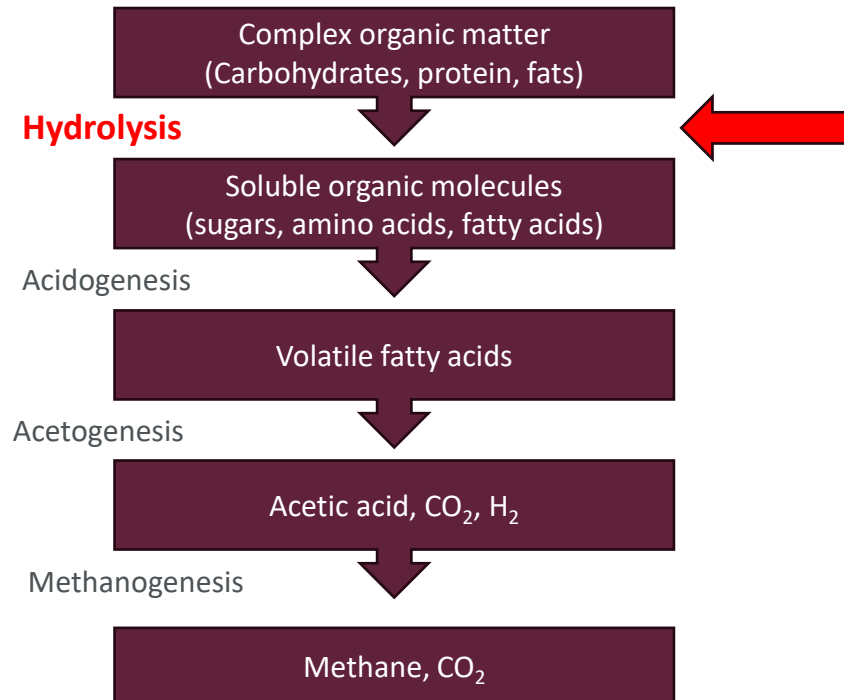 Complex organic matter
(Carbohydrates, protein, fats)
Hydrolysis
Soluble organic molecules
(sugars, amino acids, fatty acids)
Acidogenesis
Volatile fatty acids
Acetogenesis
Acetic acid, CO₂, H₂
Methanogenesis
Methane, CO₂